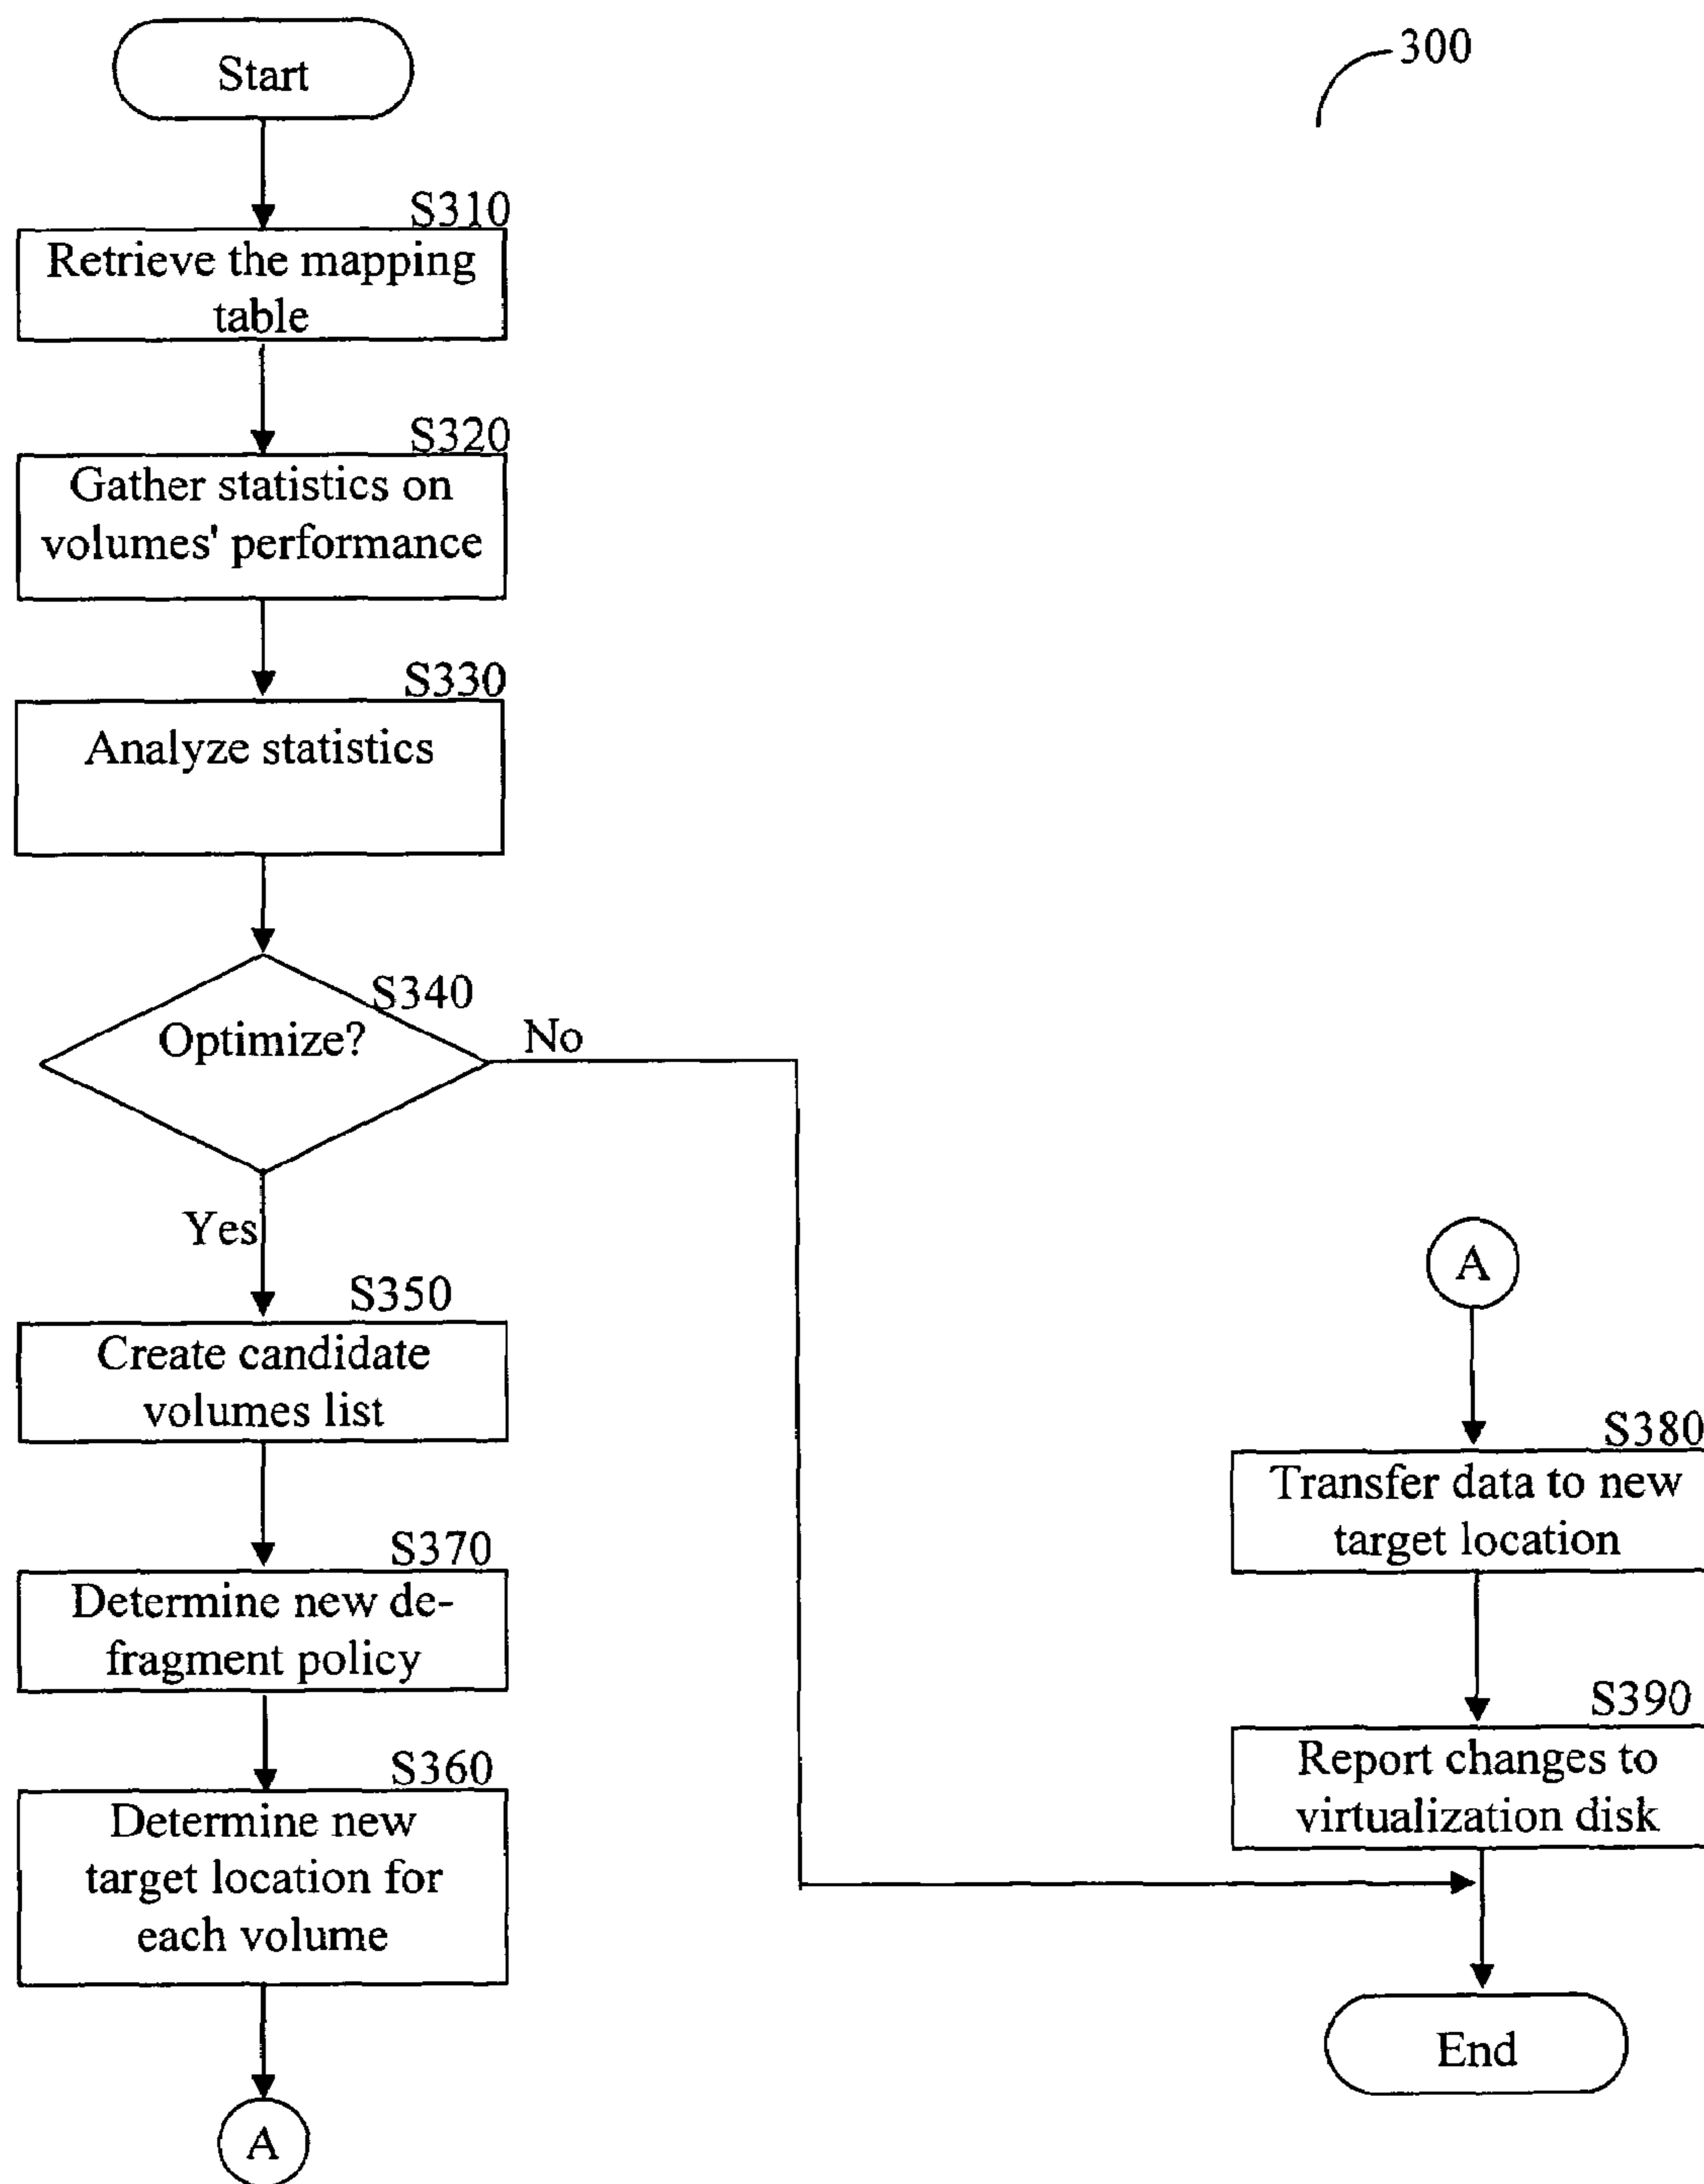 Start
300
S310
Retrieve the mapping
table
S320
Gather statistics on
volumes' performance
S330
Analyze statistics
S340
Optimize?
No
Yes
S350
Create candidate
volumes list
S370
Determine new de-
fragment policy
S360
Determine new
target location for
each volume
A
A
S380
Transfer data to new
target location
S390
Report changes to
virtualization disk
End